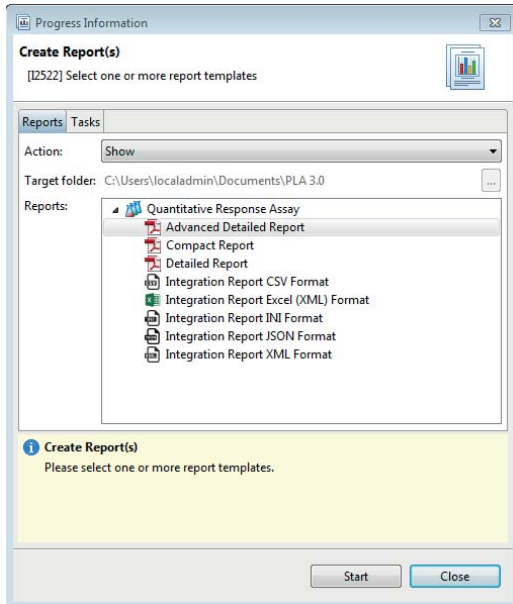 Progress Information
Create Report(s)
[I2522] Select one or more report templates
Reports Tasks
Action: Show
Target folder: C:\Users\localadmin\Documents\PLA 3.0 ...
Reports: Quantitative Response Assay
Advanced Detailed Report
Compact Report
Detailed Report
Integration Report CSV Format
Integration Report Excel (XML) Format
Integration Report INI Format
Integration Report JSON Format
Integration Report XML Format
Create Report(s)
Please select one or more report templates.
Start Close